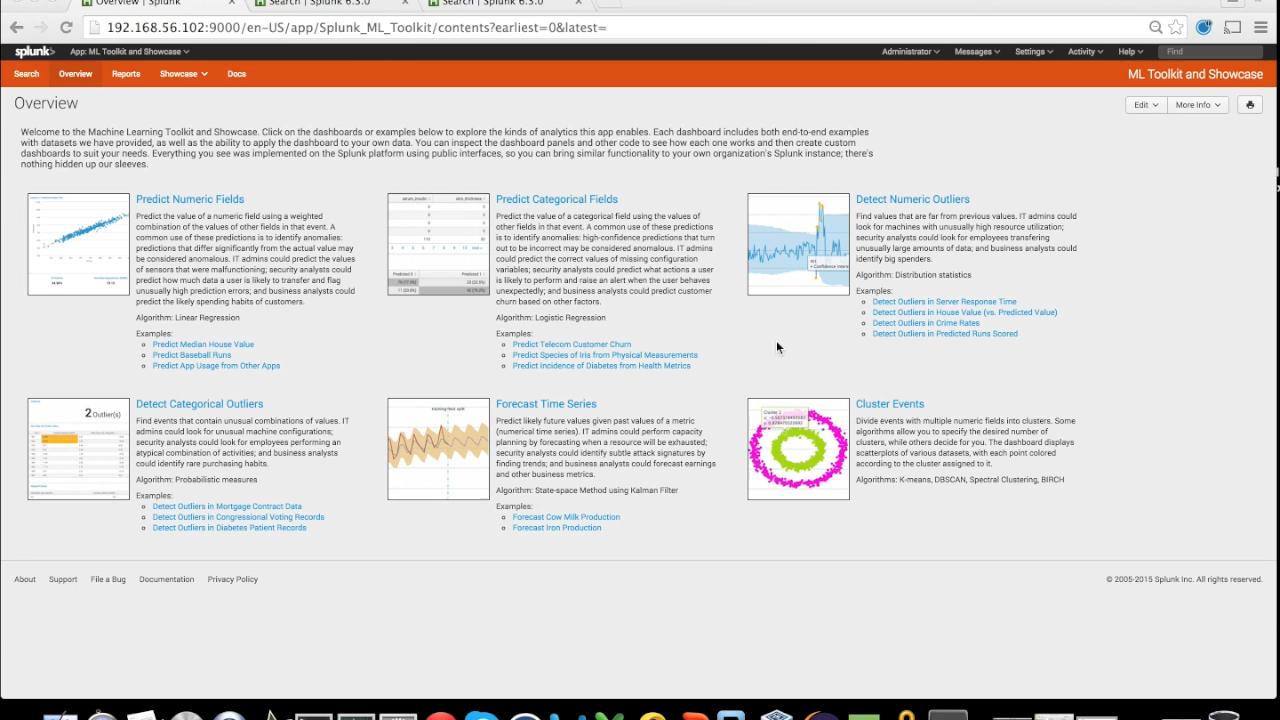 Overview | Splunk
Search | Splunk 6.3.0
Search | Splunk 6.3.0
192.168.56.102:9000/en-US/app/Splunk_ML_Toolkit/contents?earliest=0&latest=
splunk> App: ML Toolkit and Showcase Administrator Messages Settings Activity Help Find
Search Overview Reports Showcase Docs ML Toolkit and Showcase
Overview
Edit More Info
Welcome to the Machine Learning Toolkit and Showcase. Click on the dashboards or examples below to explore the kinds of analytics this app enables. Each dashboard includes both end-to-end examples
with datasets we have provided, as well as the ability to apply the dashboard to your own data. You can inspect the dashboard panels and other code to see how each one works and then create custom
dashboards to suit your needs. Everything you see was implemented on the Splunk platform using public interfaces, so you can bring similar functionality to your own organization's Splunk instance; there's
nothing hidden up our sleeves.
Predict Numeric Fields
Predict the value of a numeric field using a weighted
combination of the values of other fields in that event. A
common use of these predictions is to identify anomalies:
predictions that differ significantly from the actual value may
be considered anomalous. IT admins could predict the values
of sensors that were malfunctioning; security analysts could
predict how much data a user is likely to transfer and flag
unusually high prediction errors; and business analysts could
predict the likely spending habits of customers.
Algorithm: Linear Regression
Examples:
Predict Median House Value
Predict Baseball Runs
Predict App Usage from Other Apps
Predict Categorical Fields
Predict the value of a categorical field using the values of
other fields in that event. A common use of these predictions
is to identify anomalies: high-confidence predictions that turn
out to be incorrect may be considered anomalous. IT admins
could predict the correct values of missing configuration
variables; security analysts could predict what actions a user
is likely to perform and raise an alert when the user behaves
unexpectedly; and business analysts could predict customer
churn based on other factors.
Algorithm: Logistic Regression
Examples:
Predict Telecom Customer Churn
Predict Species of Iris from Physical Measurements
Predict Incidence of Diabetes from Health Metrics
Detect Numeric Outliers
Find values that are far from previous values. IT admins could
look for machines with unusually high resource utilization;
security analysts could look for employees transfering
unusually large amounts of data; and business analysts could
identify big spenders.
Algorithm: Distribution statistics
Examples:
Detect Outliers in Server Response Time
Detect Outliers in House Value (vs. Predicted Value)
Detect Outliers in Crime Rates
Detect Outliers in Predicted Runs Scored
2 Outlier(s)
Detect Categorical Outliers
Find events that contain unusual combinations of values. IT
admins could look for unusual machine configurations;
security analysts could look for employees performing an
atypical combination of activities; and business analysts
could identify rare purchasing habits.
Algorithm: Probabilistic measures
Examples:
Detect Outliers in Mortgage Contract Data
Detect Outliers in Congressional Voting Records
Detect Outliers in Diabetes Patient Records
Forecast Time Series
Predict likely future values given past values of a metric
(numerical time series). IT admins could perform capacity
planning by forecasting when a resource will be exhausted;
security analysts could identify subtle attack signatures by
finding trends; and business analysts could forecast earnings
and other business metrics.
Algorithm: State-space Method using Kalman Filter
Examples:
Forecast Cow Milk Production
Forecast Iron Production
Cluster Events
Divide events with multiple numeric fields into clusters. Some
algorithms allow you to specify the desired number of
clusters, while others decide for you. The dashboard displays
scatterplots of various datasets, with each point colored
according to the cluster assigned to it.
Algorithms: K-means, DBSCAN, Spectral Clustering, BIRCH
About Support File a Bug Documentation Privacy Policy © 2005-2015 Splunk Inc. All rights reserved.